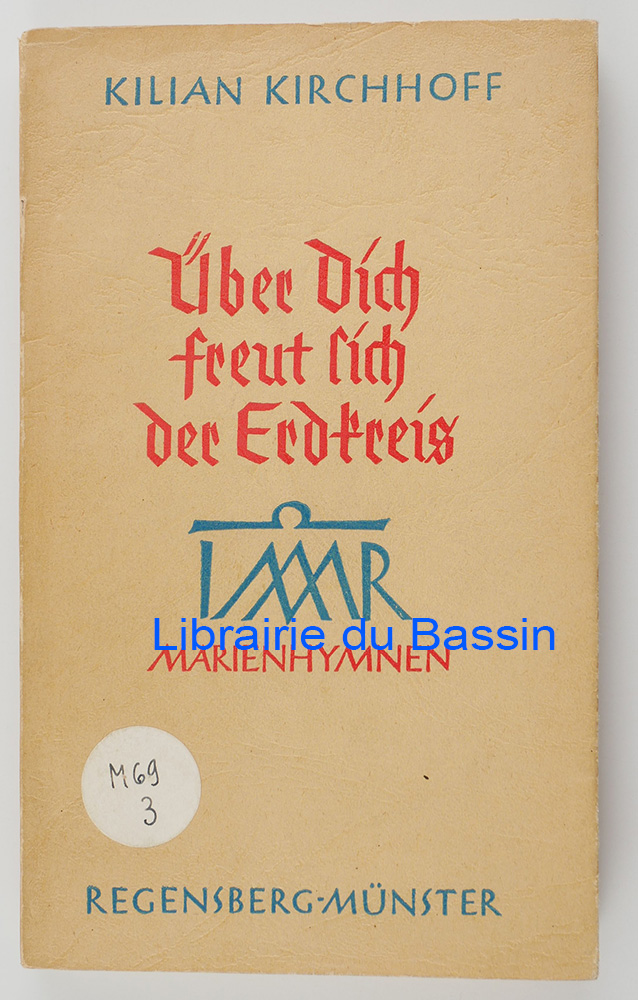 KILIAN KIRCHHOFF
Über Dich
freut sich
der Erdkreis
Librairie du Bassin
MARIENHYMNEN
M69
3
REGENSBERG-MÜNSTER